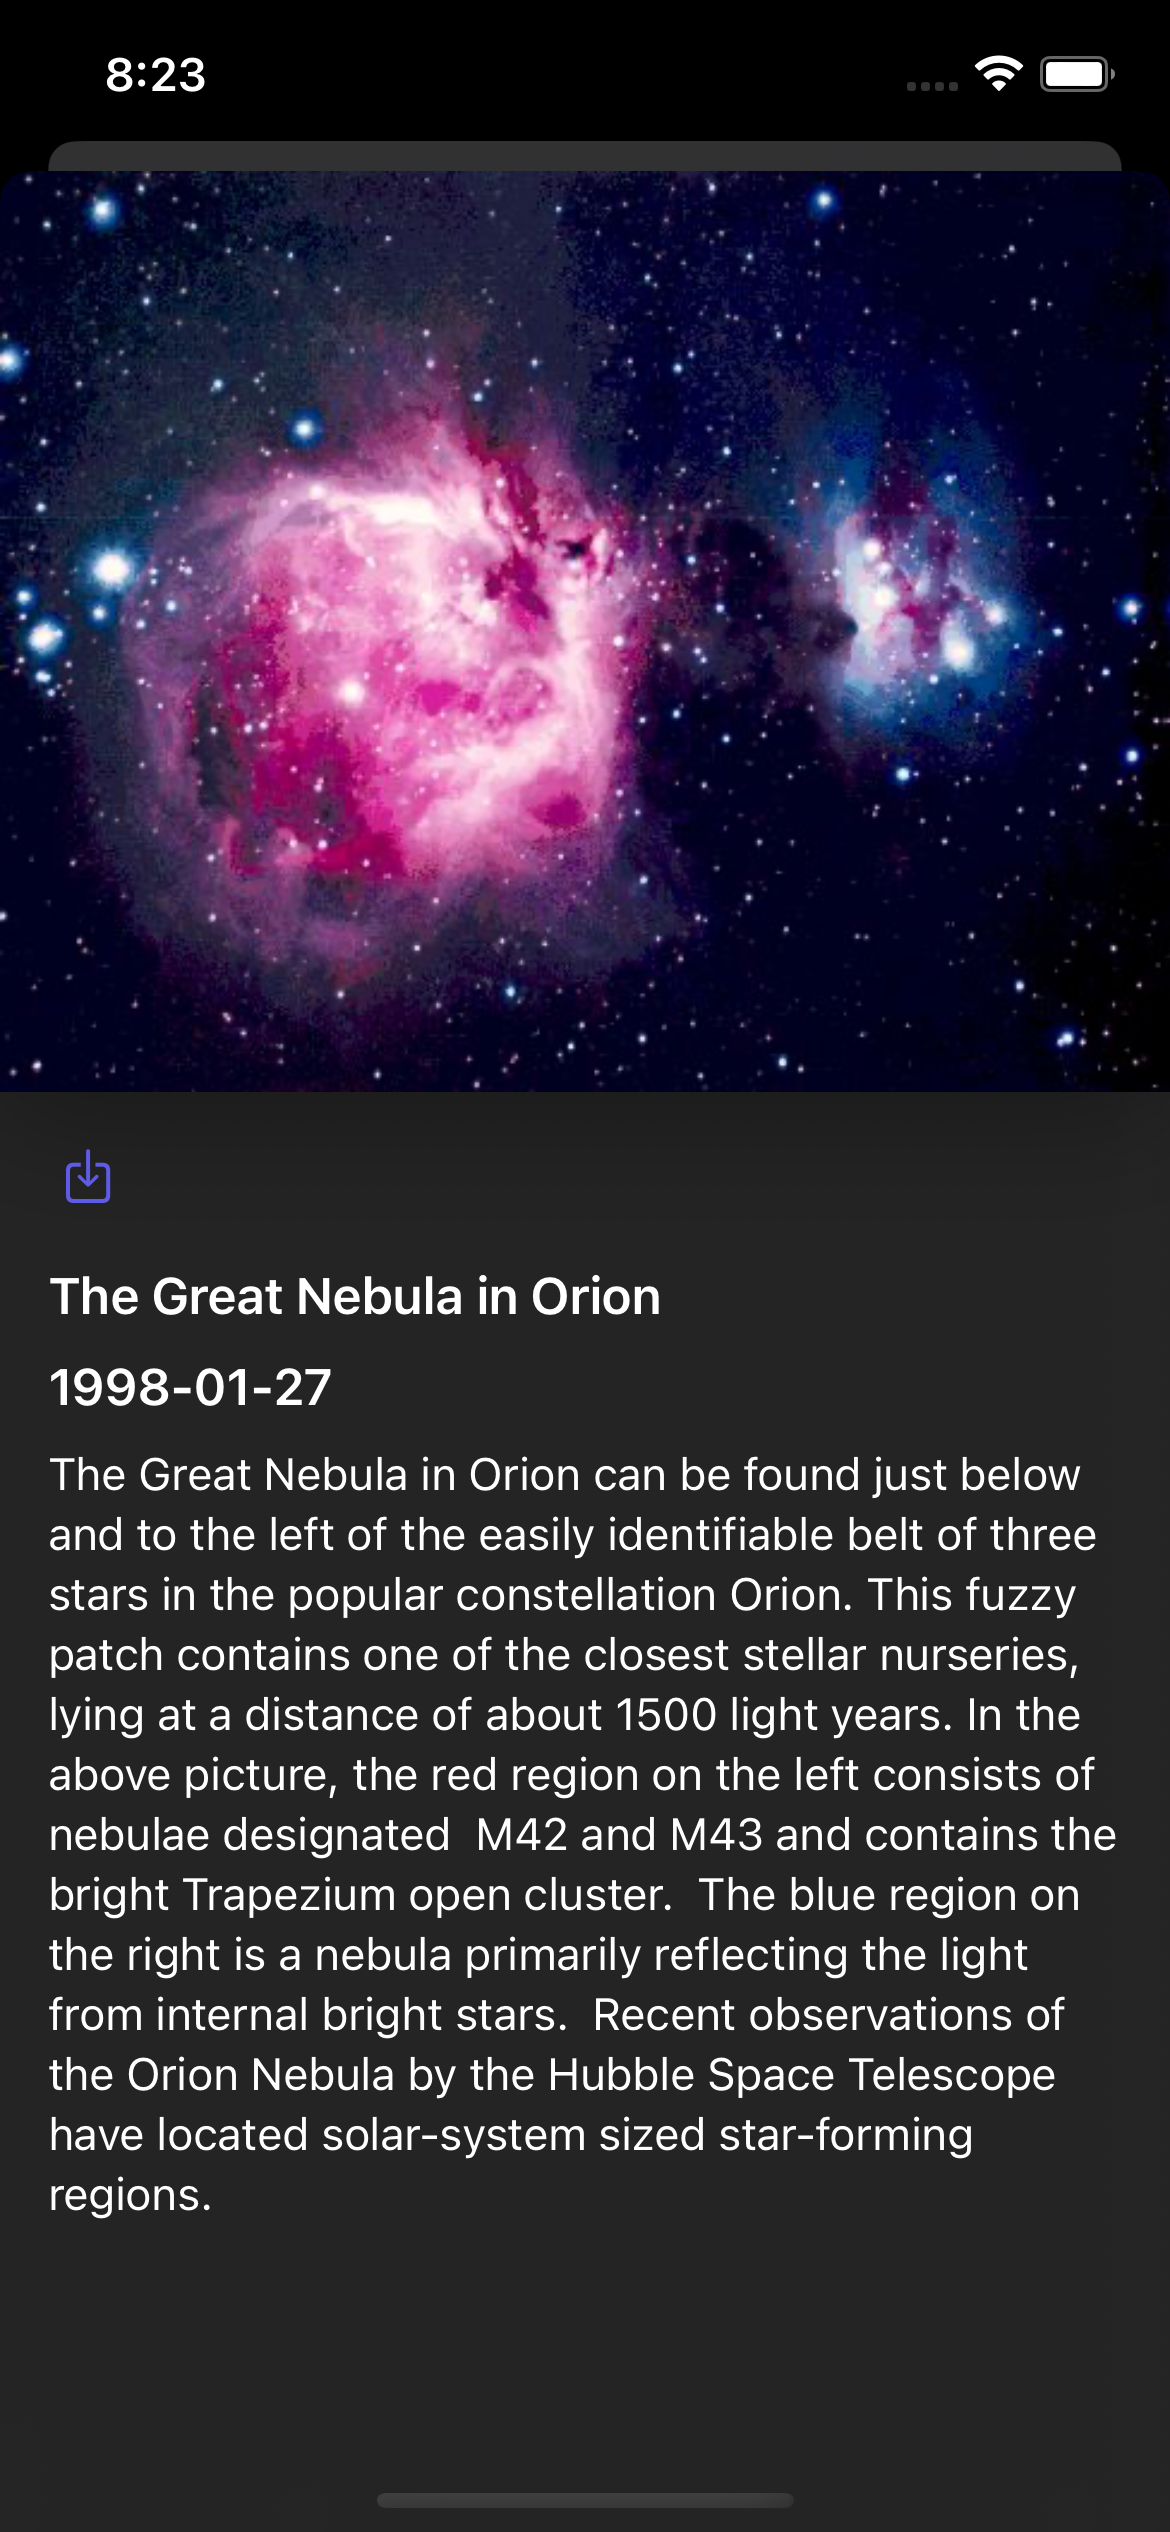 8:23
The Great Nebula in Orion
1998-01-27
The Great Nebula in Orion can be found just below
and to the left of the easily identifiable belt of three
stars in the popular constellation Orion. This fuzzy
patch contains one of the closest stellar nurseries,
lying at a distance of about 1500 light years. In the
above picture, the red region on the left consists of
nebulae designated  M42 and M43 and contains the
bright Trapezium open cluster.  The blue region on
the right is a nebula primarily reflecting the light
from internal bright stars.  Recent observations of
the Orion Nebula by the Hubble Space Telescope
have located solar-system sized star-forming
regions.